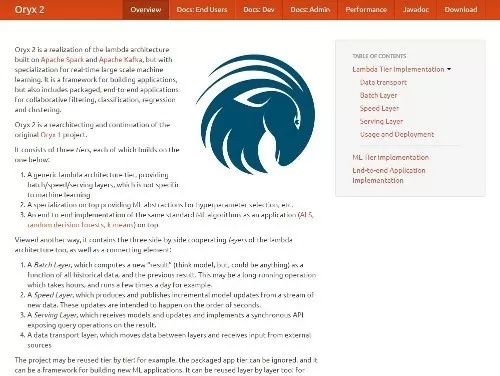 Oryx 2
Overview
Docs: End Users
Docs: Dev
Docs: Admin
Performance
Javadoc
Download
Oryx 2 is a realization of the lambda architecture
built on Apache Spark and Apache Kafka, but with
specialization for real-time large scale machine
learning. It is a framework for building applications,
but also includes packaged, end-to-end applications
for collaborative filtering, classification, regression
and clustering.
Oryx 2 is a rearchitecting and continuation of the
original Oryx 1 project.
It consists of three tiers, each of which builds on the
one below:
1. A generic lambda architecture tier, providing
batch/speed/serving layers, which is not specific
to machine learning
2. A specialization on top providing ML abstractions for hyperparameter selection, etc.
3. An end-to-end implementation of the same standard ML algorithms as an application (ALS,
random decision forests, k-means) on top
Viewed another way, it contains the three side-by-side cooperating layers of the lambda
architecture too, as well as a connecting element:
1. A Batch Layer, which computes a new "result" (think model, but, could be anything) as a
function of all historical data, and the previous result. This may be a long-running operation
which takes hours, and runs a few times a day for example.
2. A Speed Layer, which produces and publishes incremental model updates from a stream of
new data. These updates are intended to happen on the order of seconds.
3. A Serving Layer, which receives models and updates and implements a synchronous API
exposing query operations on the result.
4. A data transport layer, which moves data between layers and receives input from external
sources
The project may be reused tier by tier: for example, the packaged app tier can be ignored, and it
can be a framework for building new ML applications. It can be reused layer by layer too: for
TABLE OF CONTENTS
Lambda Tier Implementation
Data transport
Batch Layer
Speed Layer
Serving Layer
Usage and Deployment
ML Tier Implementation
End-to-end Application
Implementation